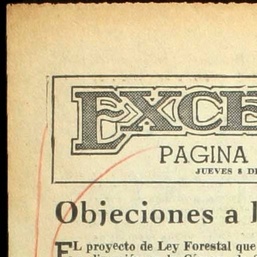 EXCE
PAGINA
JUEVES 8 D
Objeciones a
EL proyecto de Ley Forestal que